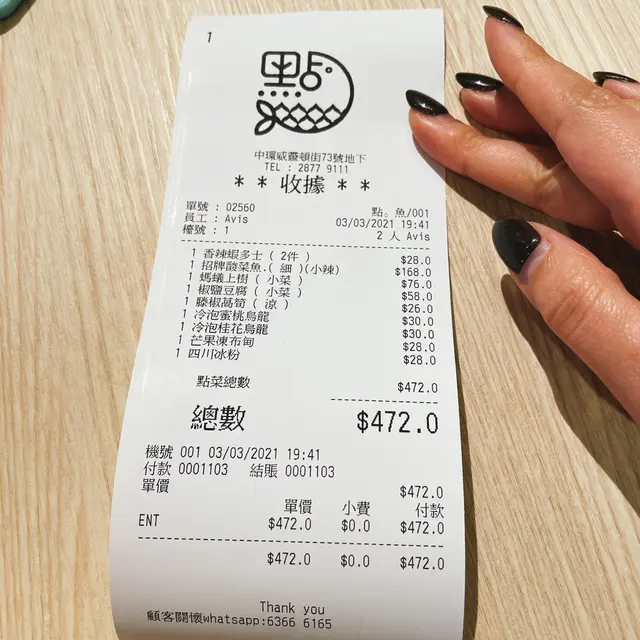 1
點
中環威靈頓街73號地下
TEL : 2877 9111
* * 收據 * *
單號 : 02560 點。魚/001
員工 : Avis 03/03/2021 19:41
檯號 : 1 2 人 Avis
1 香辣蝦多士 ( 2件 ) $28.0
1 招牌酸菜魚.( 細 )(小辣) $168.0
1 螞蟻上樹 ( 小菜 ) $76.0
1 椒鹽豆腐 ( 小菜 ) $58.0
1 藤椒萵筍 ( 涼 ) $26.0
1 冷泡蜜桃烏龍 $30.0
1 冷泡桂花烏龍 $30.0
1 芒果凍布甸 $28.0
1 四川冰粉 $28.0
點菜總數 $472.0
總數 $472.0
機號 001 03/03/2021 19:41
付款 0001103 結賬 0001103
單價 $472.0
單價 小費 付款
ENT $472.0 $0.0 $472.0
$472.0 $0.0 $472.0
Thank you
顧客關懷whatsapp:6366 6165